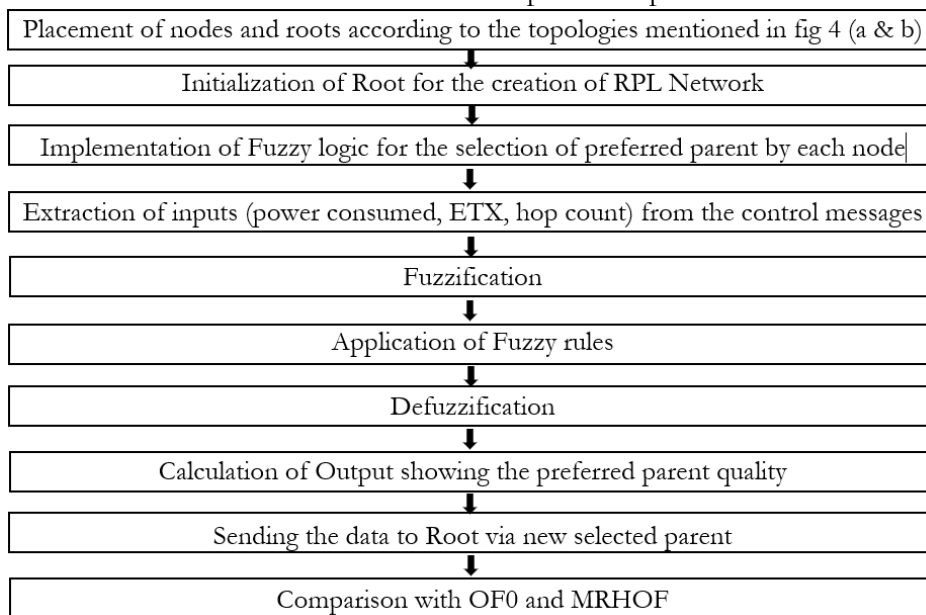 Placement of nodes and roots according to the topologies mentioned in fig 4 (a & b)
Initialization of Root for the creation of RPL Network
Implementation of Fuzzy logic for the selection of preferred parent by each node
Extraction of inputs (power consumed, ETX, hop count) from the control messages
Fuzzification
Application of Fuzzy rules
Defuzzification
Calculation of Output showing the preferred parent quality
Sending the data to Root via new selected parent
Comparison with OF0 and MRHOF